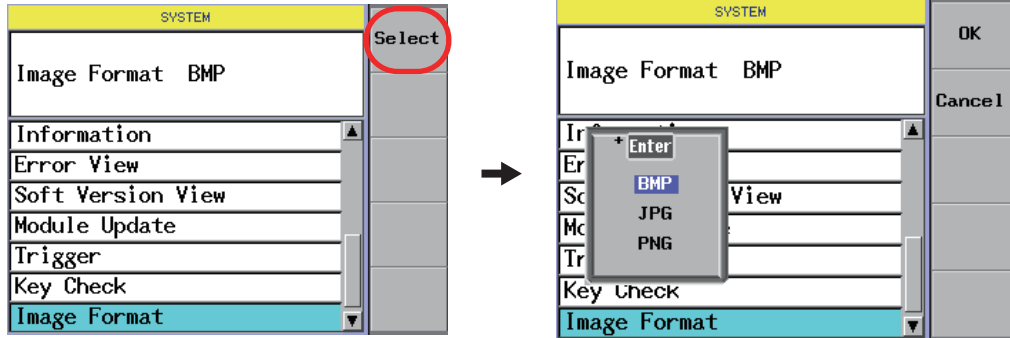 SYSTEM
Select
Image Format BMP
Information
Error View
Soft Version View
Module Update
Trigger
Key Check
Image Format
SYSTEM
OK
Image Format BMP
Cancel
Enter
BMP
View
JPG
PNG
Key Check
Image Format